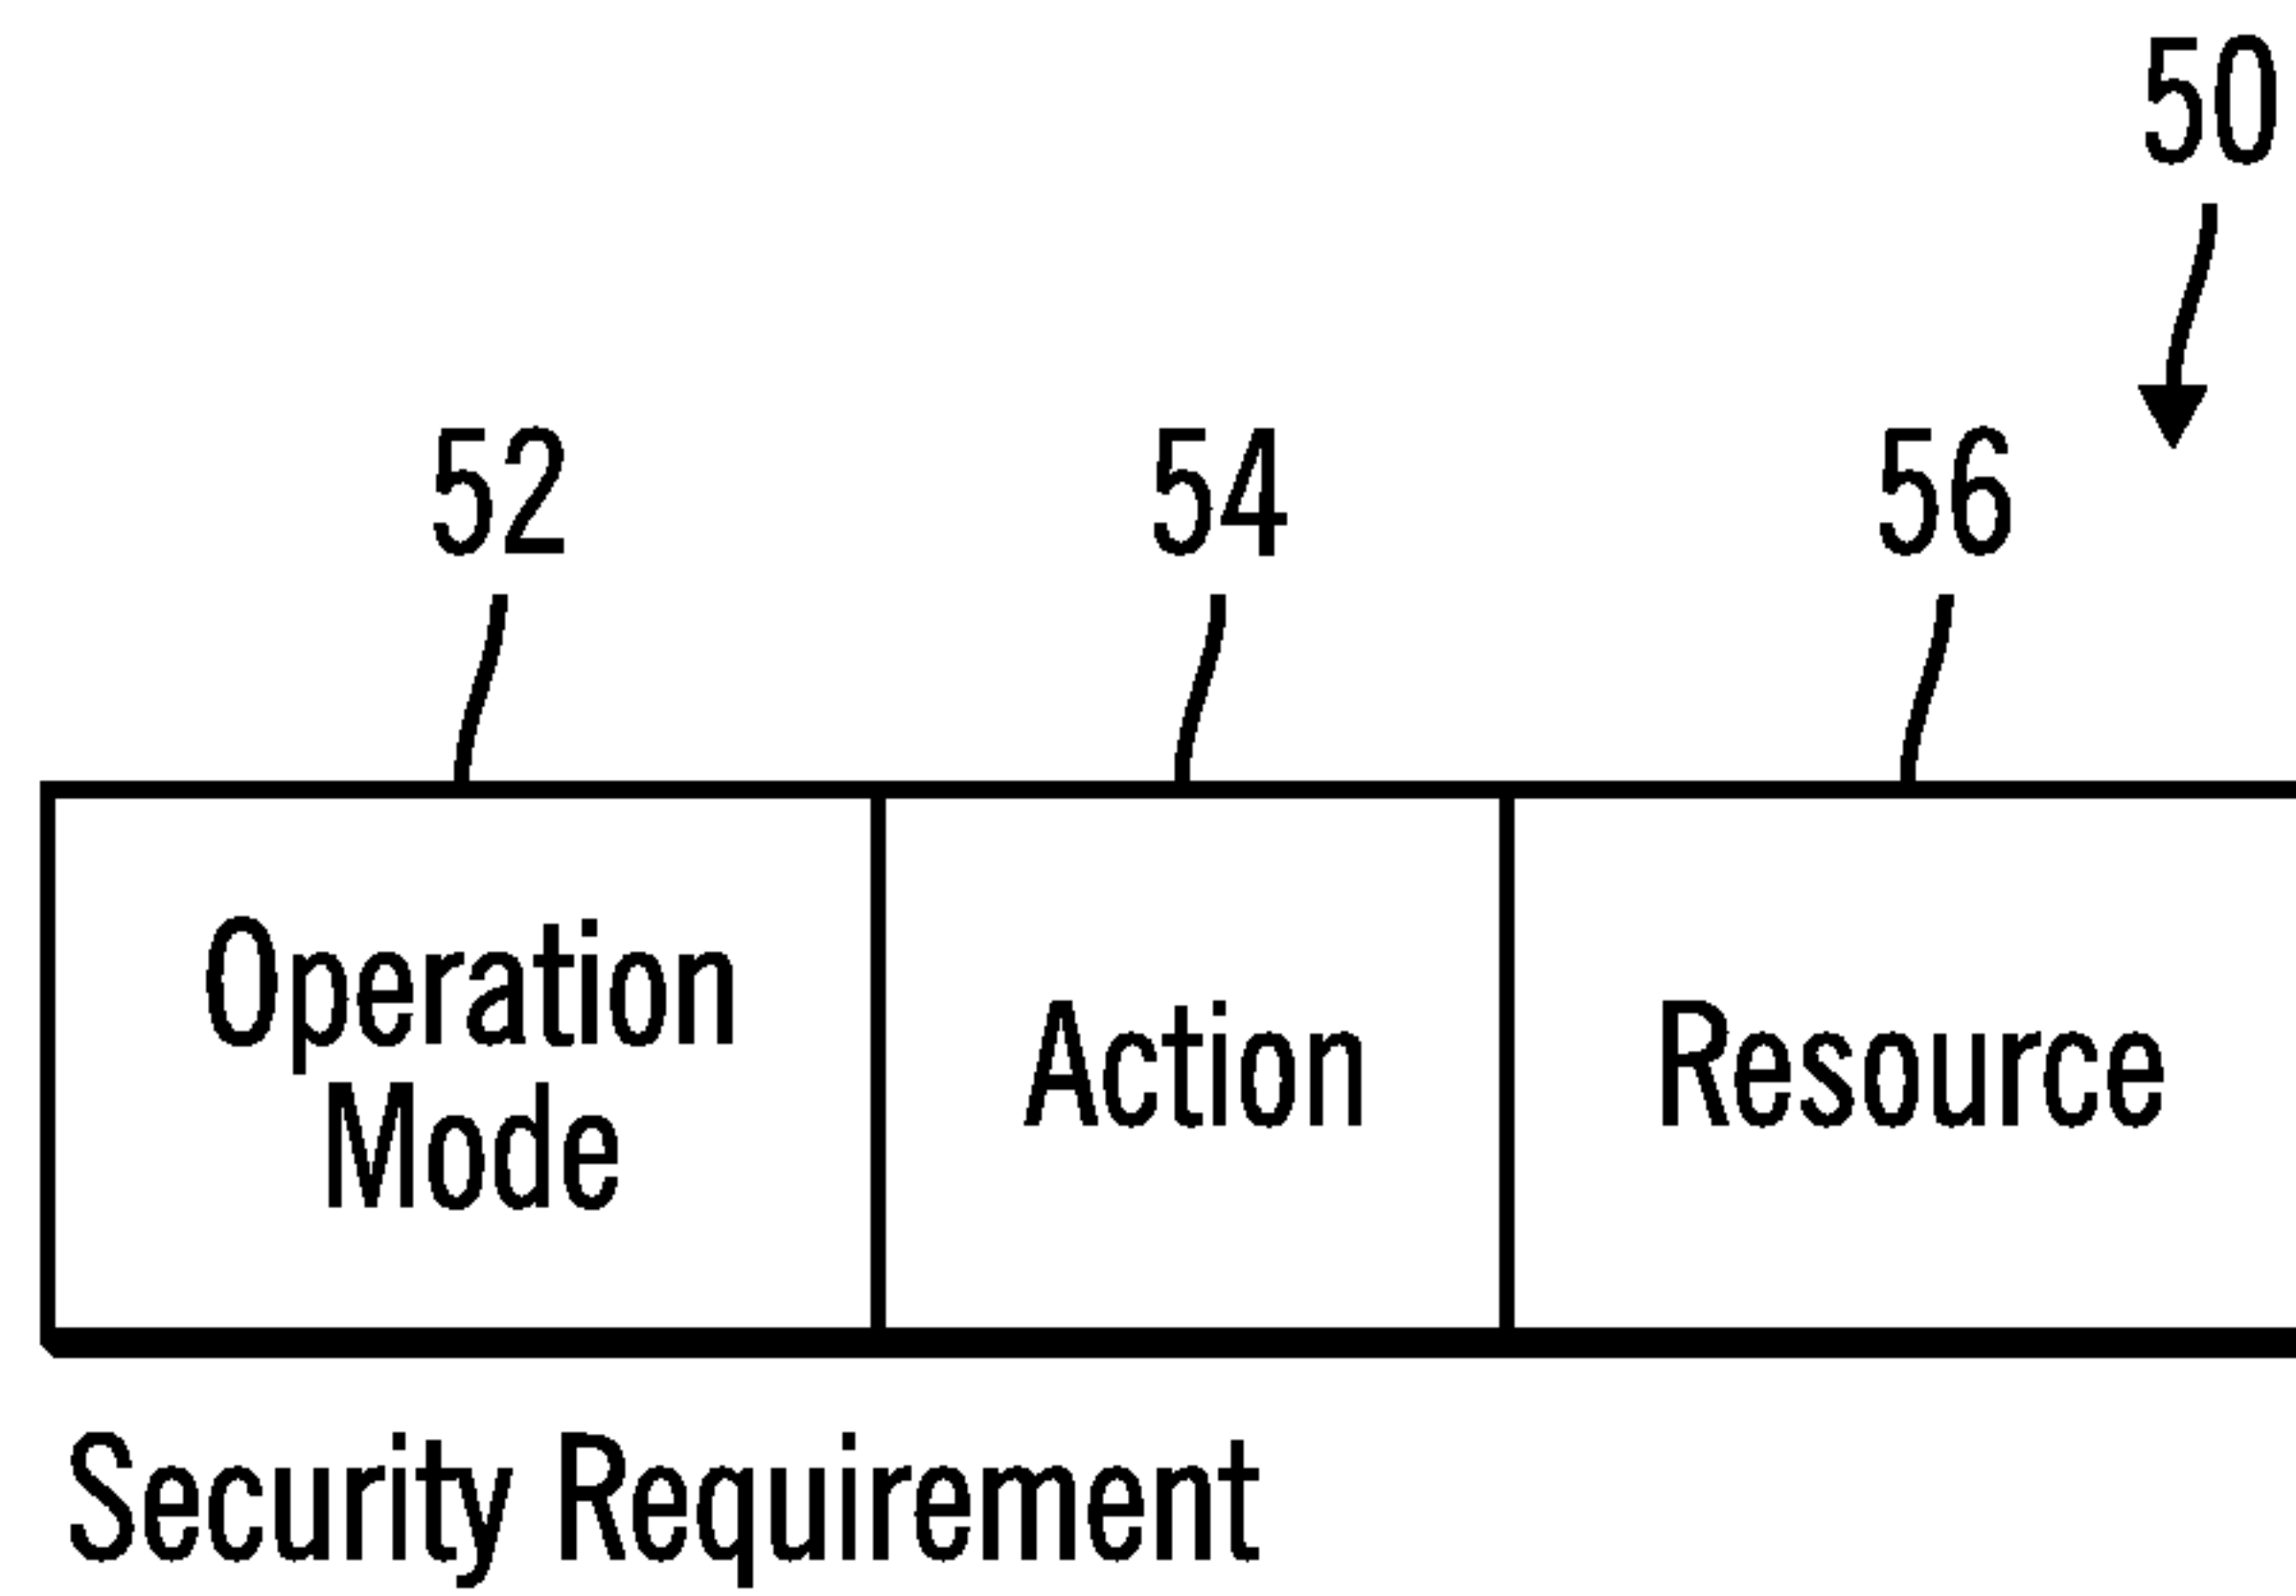 50
52 54 56
Operation
Mode
Action
Resource
Security Requirement